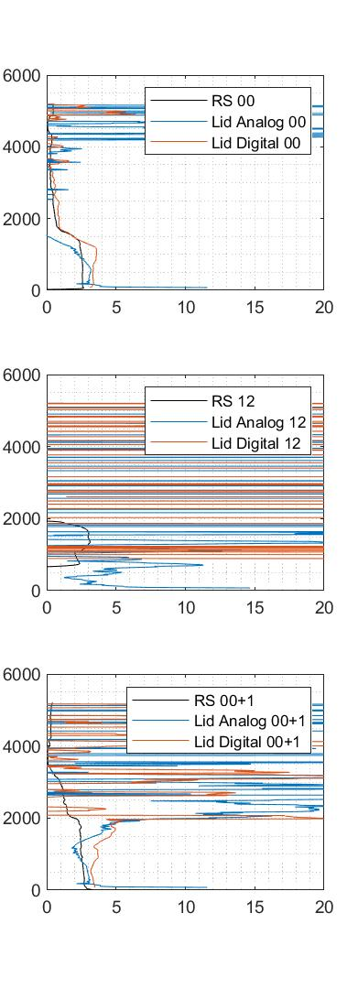 6000
RS 00
Lid Analog 00
Lid Digital 00
4000
2000
0
0 5 10 15 20
6000
RS 12
Lid Analog 12
Lid Digital 12
4000
2000
0
0 5 10 15 20
6000
RS 00+1
Lid Analog 00+1
Lid Digital 00+1
4000
2000
0
0 5 10 15 20